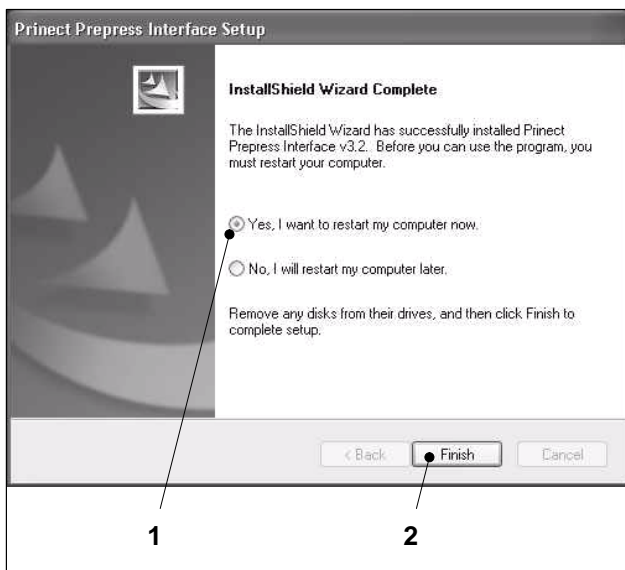 Prinect Prepress Interface Setup
InstallShield Wizard Complete
The InstallShield Wizard has successfully installed Prinect
Prepress Interface v3.2. Before you can use the program, you
must restart your computer.
Yes, I want to restart my computer now.
No, I will restart my computer later.
Remove any disks from their drives, and then click Finish to
complete setup.
< Back Finish Cancel
1 2